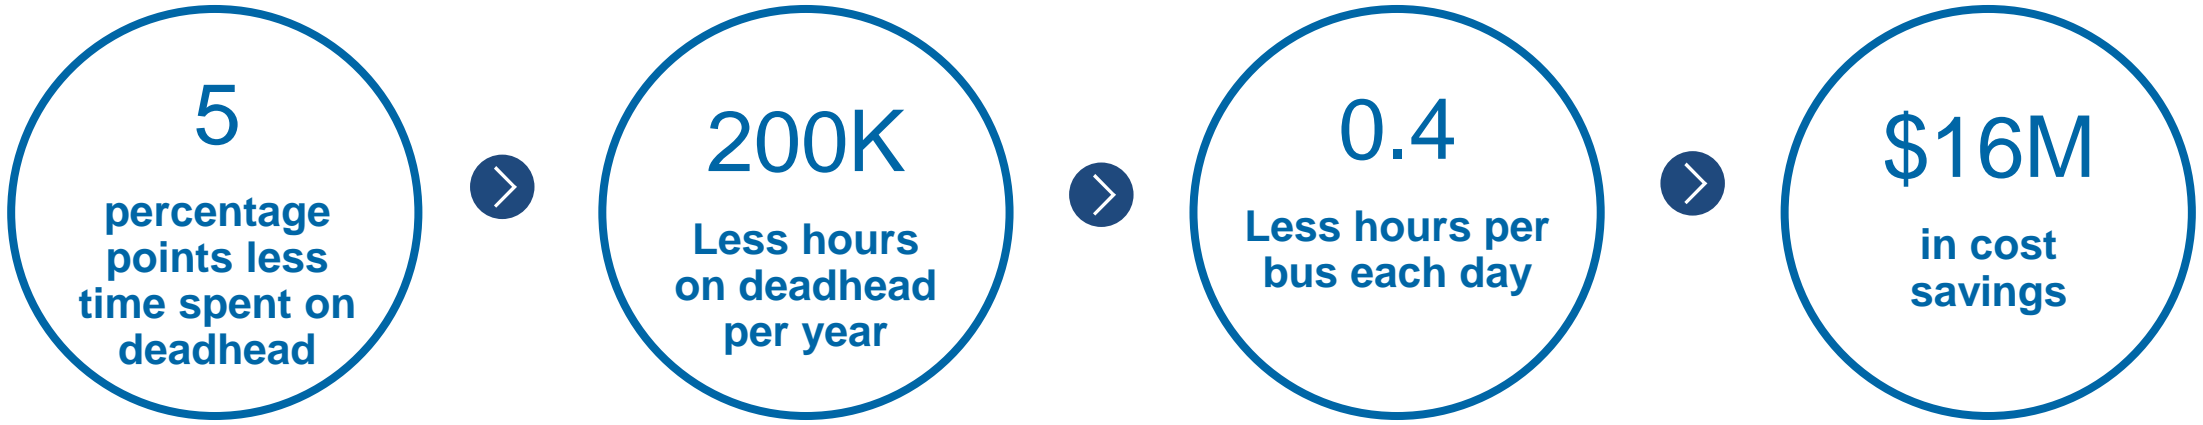 5
percentage
points less
time spent on
deadhead
200K
Less hours
on deadhead
per year
0.4
Less hours per
bus each day
$16M
in cost
savings